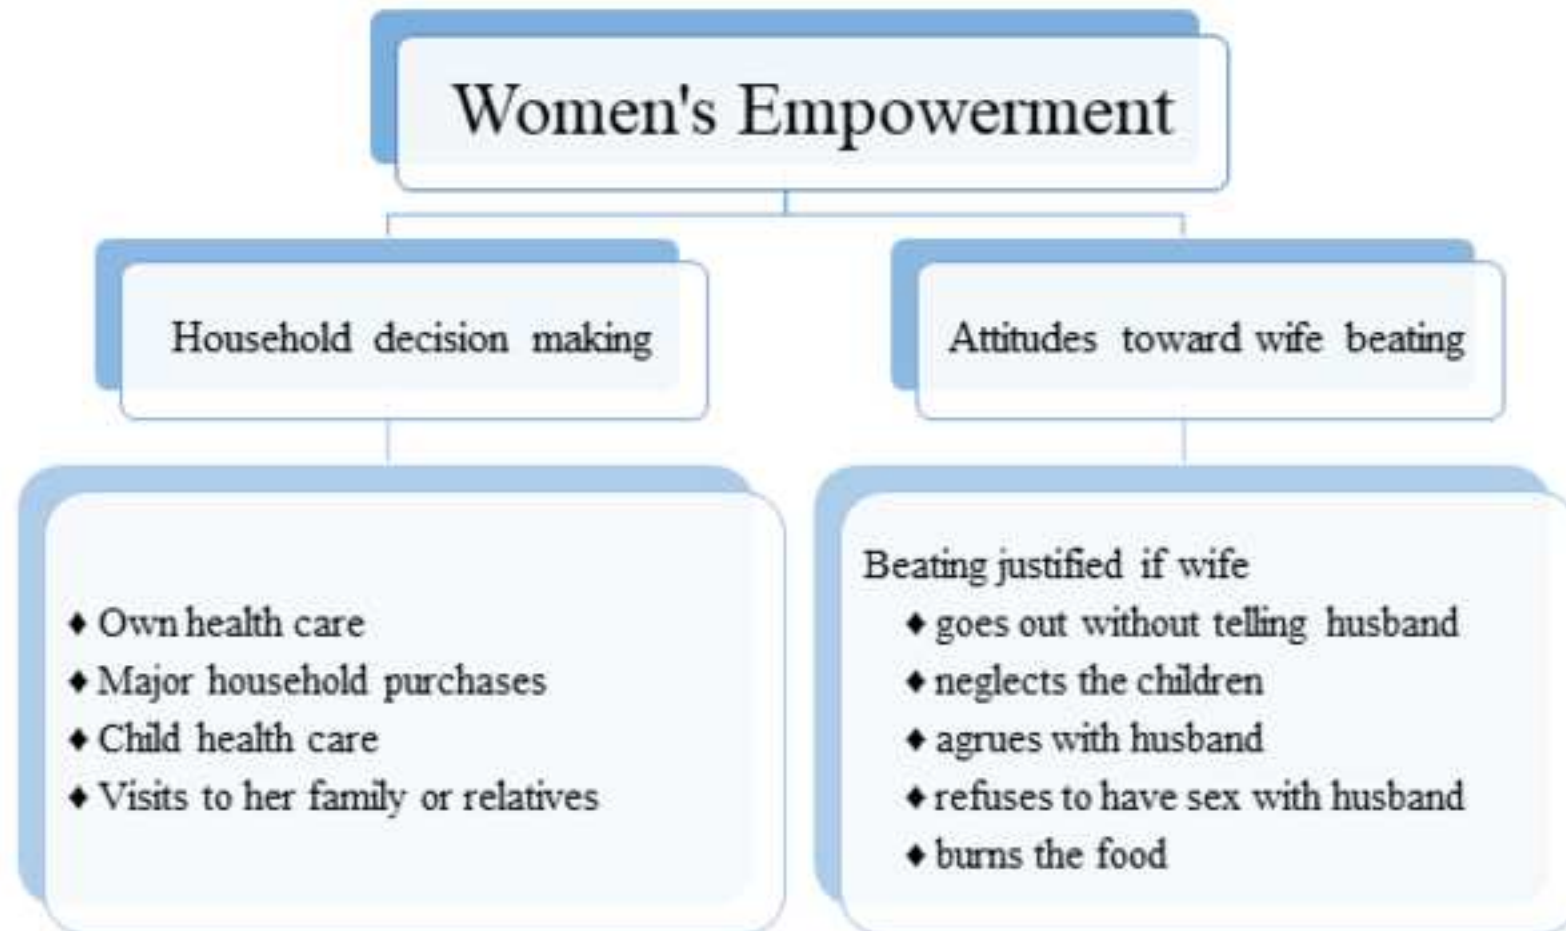 Women's Empowerment
Household decision making
Attitudes toward wife beating
♦ Own health care
♦ Major household purchases
♦ Child health care
♦ Visits to her family or relatives
Beating justified if wife
♦ goes out without telling husband
♦ neglects the children
♦ agrues with husband
♦ refuses to have sex with husband
♦ burns the food